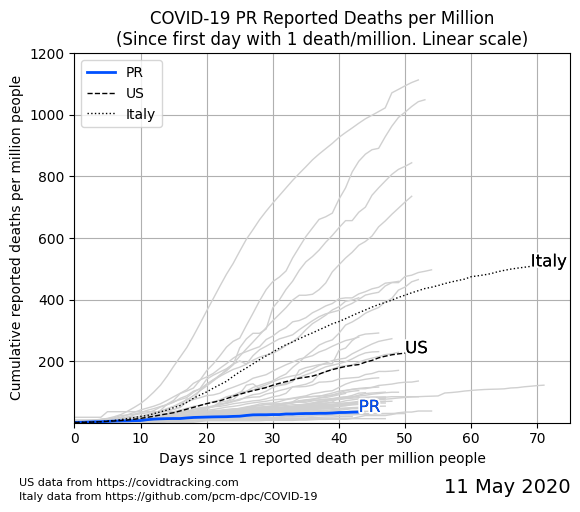 COVID-19 PR Reported Deaths per Million
(Since first day with 1 death/million. Linear scale)
Cumulative reported deaths per million people
1200
1000
800
600
400
200
PR
US
Italy
Italy
US
PR
0
10
20
30
40
50
60
70
Days since 1 reported death per million people
US data from https://covidtracking.com
Italy data from https://github.com/pcm-dpc/COVID-19
11 May 2020